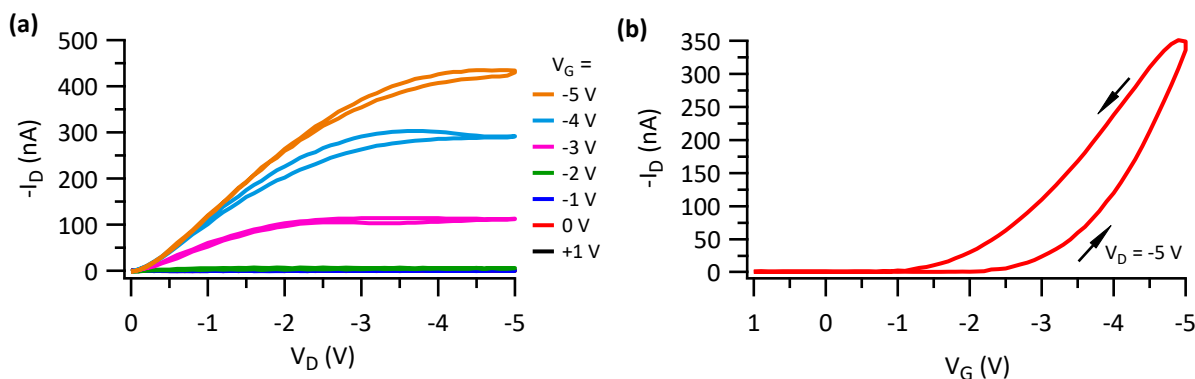 (a)
500
400
300
200
100
0
-I_D (nA)
0 -1 -2 -3 -4 -5
V_D (V)
V_G =
-5 V
-4 V
-3 V
-2 V
-1 V
0 V
+1 V
(b)
350
300
250
200
150
100
50
0
-I_D (nA)
V_D = -5 V
1 0 -1 -2 -3 -4 -5
V_G (V)